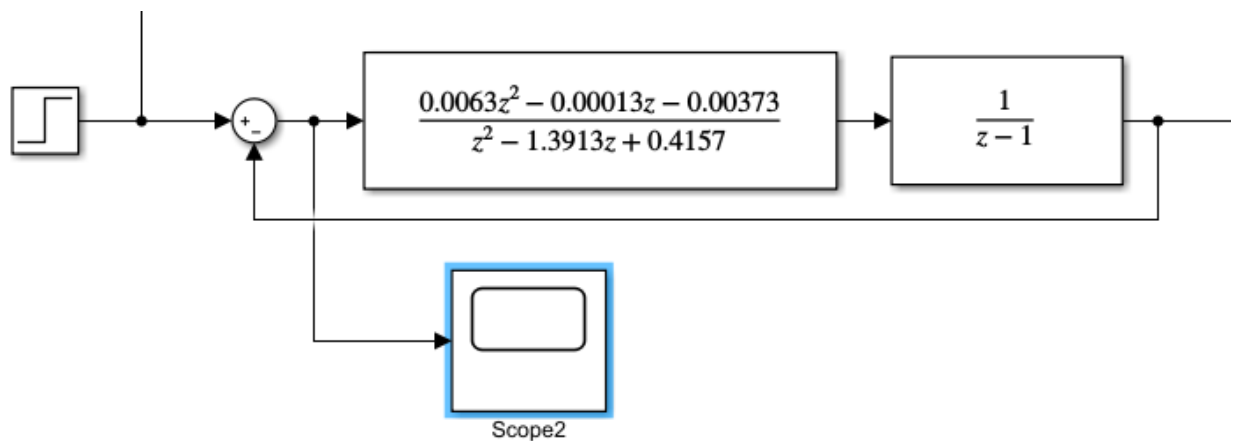 +
−
0.0063z² − 0.00013z − 0.00373
z² − 1.3913z + 0.4157
1
z − 1
Scope2